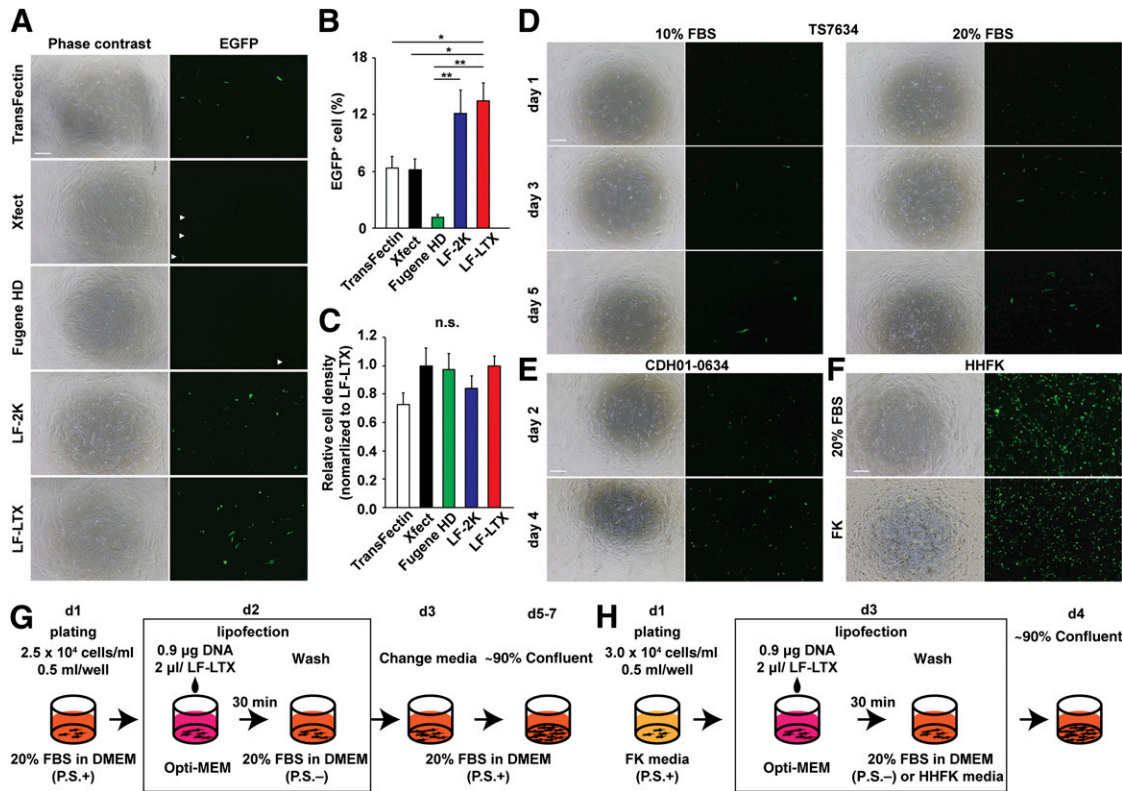 A
Phase contrast
EGFP
TransFectin
Xfect
Fugene HD
LF-2K
LF-LTX
B
EGFP+ cell (%)
18
12
6
0
*
*
**
**
TransFectin
Xfect
Fugene HD
LF-2K
LF-LTX
C
n.s.
Relative cell density
(nomarlized to LF-LTX)
1.2
1.0
0.8
0.6
0.4
0.2
0.0
TransFectin
Xfect
Fugene HD
LF-2K
LF-LTX
D
TS7634
10% FBS
20% FBS
day 1
day 3
day 5
E
CDH01-0634
day 2
day 4
F
HHFK
20% FBS
FK
G
d1
plating
2.5 x 10⁴ cells/ml
0.5 ml/well
20% FBS in DMEM
(P.S.+)
d2
lipofection
0.9 µg DNA
2 µl/ LF-LTX
Opti-MEM
30 min
Wash
20% FBS in DMEM
(P.S.–)
d3
Change media
d5-7
~90% Confluent
20% FBS in DMEM
(P.S.+)
H
d1
plating
3.0 x 10⁴ cells/ml
0.5 ml/well
FK media
(P.S.+)
d3
lipofection
0.9 µg DNA
2 µl/ LF-LTX
Opti-MEM
30 min
Wash
20% FBS in DMEM
(P.S.–) or HHFK media
d4
~90% Confluent